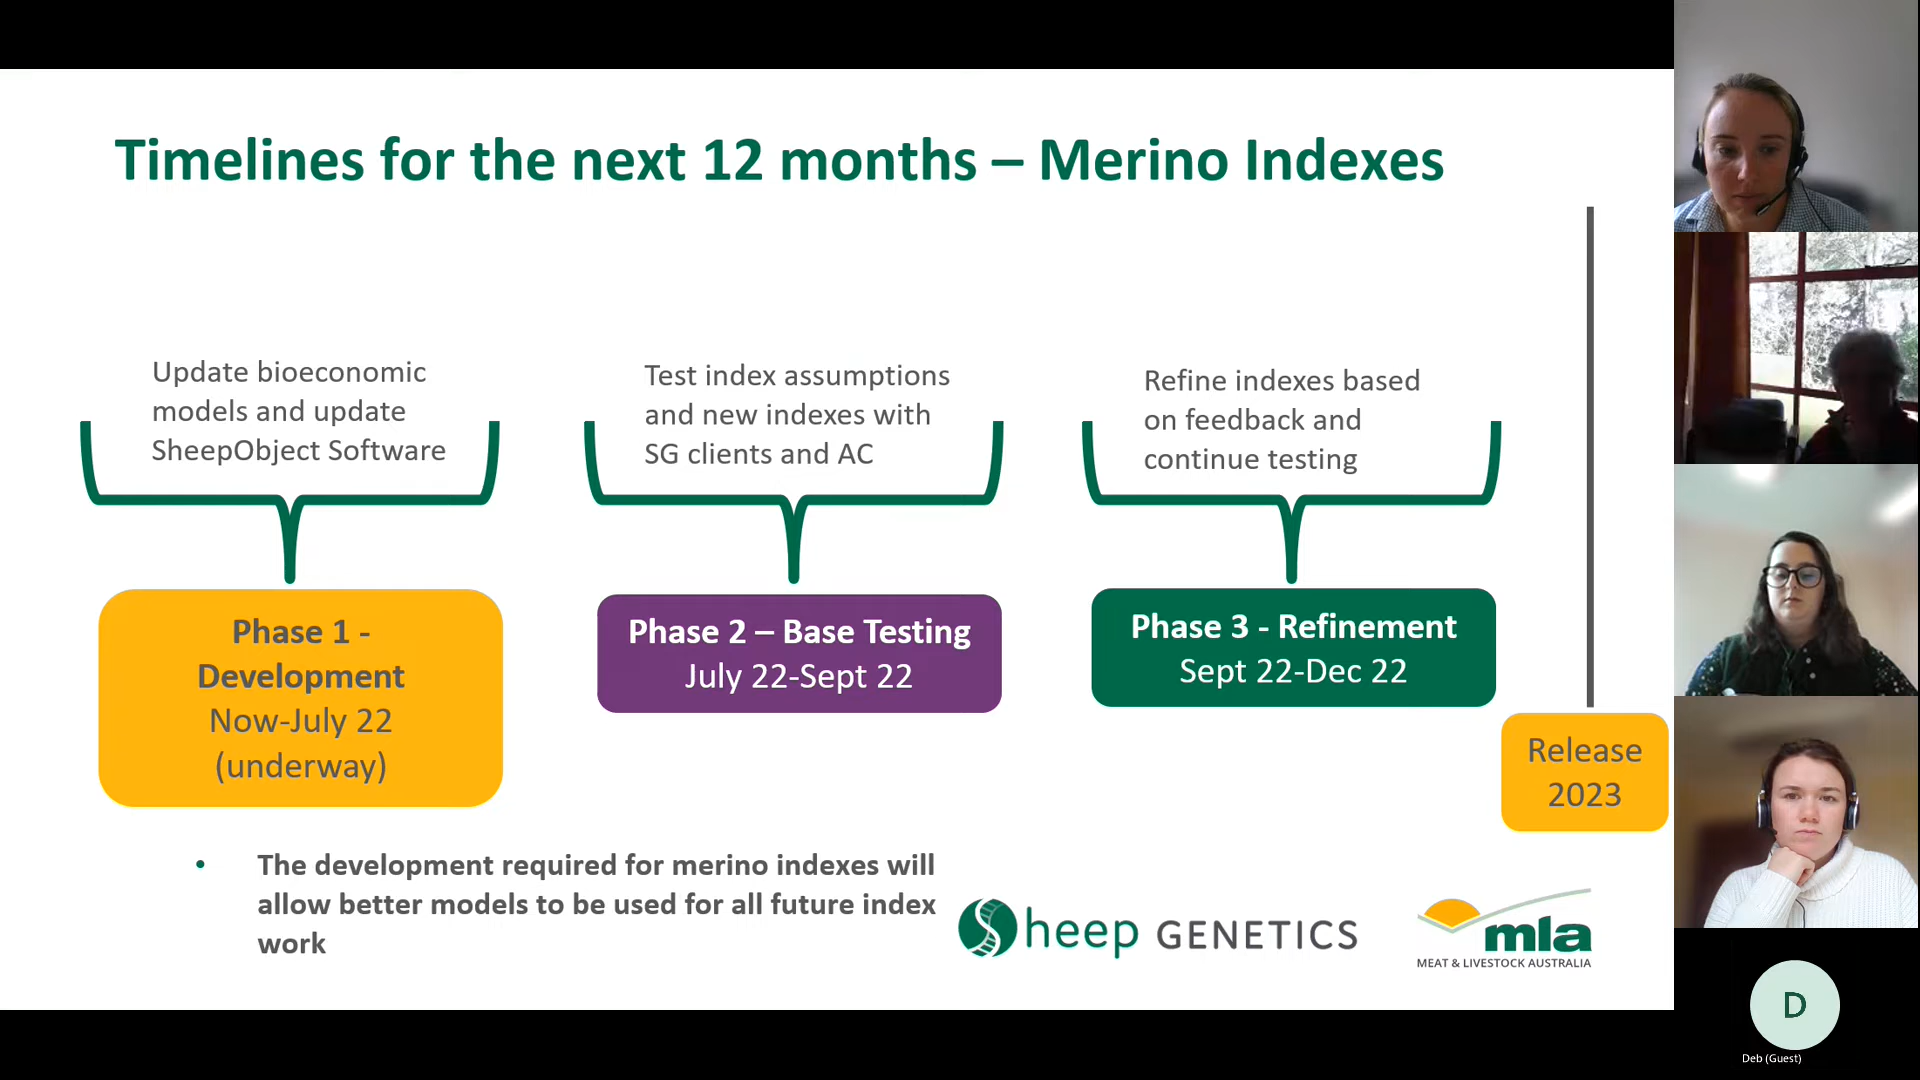 Timelines for the next 12 months – Merino Indexes
Update bioeconomic
models and update
SheepObject Software
Test index assumptions
and new indexes with
SG clients and AC
Refine indexes based
on feedback and
continue testing
Phase 1 -
Development
Now-July 22
(underway)
Phase 2 – Base Testing
July 22-Sept 22
Phase 3 - Refinement
Sept 22-Dec 22
Release
2023
• The development required for merino indexes will
allow better models to be used for all future index
work
Sheep GENETICS
mla
MEAT & LIVESTOCK AUSTRALIA
D
Deb (Guest)